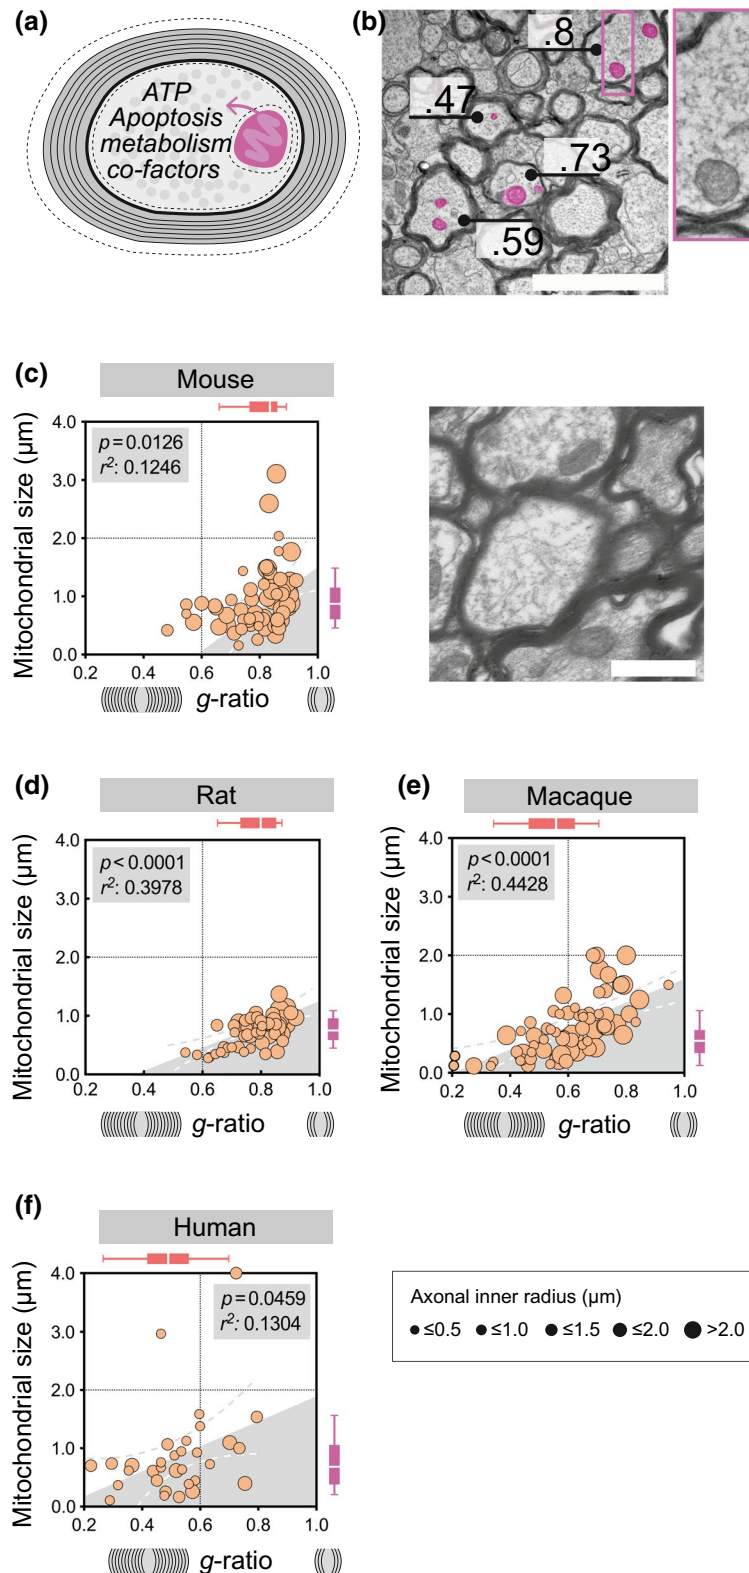 (a)
ATP
Apoptosis
metabolism
co-factors
(b)
.8
.47
.73
.59
(c)
Mouse
Mitochondrial size (μm)
4.0
3.0
2.0
1.0
0.0
p = 0.0126
r²: 0.1246
0.2 0.4 0.6 0.8 1.0
g-ratio
(d)
Rat
Mitochondrial size (μm)
4.0
3.0
2.0
1.0
0.0
p < 0.0001
r²: 0.3978
0.2 0.4 0.6 0.8 1.0
g-ratio
(e)
Macaque
Mitochondrial size (μm)
4.0
3.0
2.0
1.0
0.0
p < 0.0001
r²: 0.4428
0.2 0.4 0.6 0.8 1.0
g-ratio
(f)
Human
Mitochondrial size (μm)
4.0
3.0
2.0
1.0
0.0
p = 0.0459
r²: 0.1304
0.2 0.4 0.6 0.8 1.0
g-ratio
Axonal inner radius (μm)
≤0.5 ≤1.0 ≤1.5 ≤2.0 >2.0